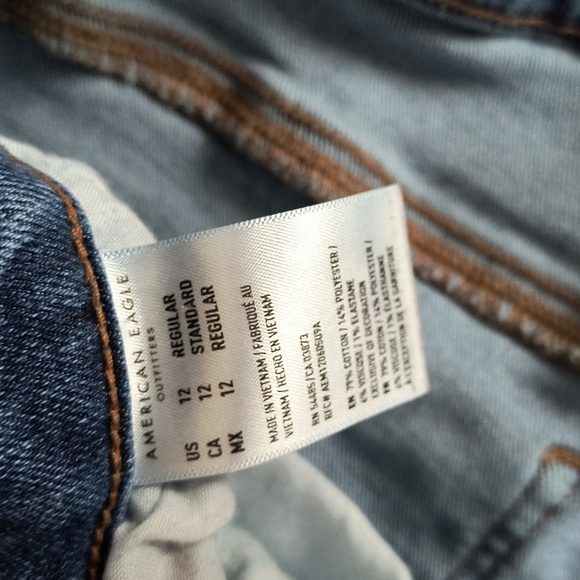 AMERICAN EAGLE
OUTFITTERS
US 12 REGULAR
CA 12 STANDARD
MX 12 REGULAR
MADE IN VIETNAM / FABRIQUÉ AU
VIETNAM / HECHO EN VIETNAM
RN 54485 / CA 03873
RFC# AEM120605U9A
EN 79% COTTON / 14% POLYESTER /
6% VISCOSE / 1% ELASTANE
EXCLUSIVE OF DECORATION
FR 79% COTON / 14% POLYESTER /
6% VISCOSE / 1% ÉLASTHANNE
À L'EXCEPTION DE LA GARNITURE